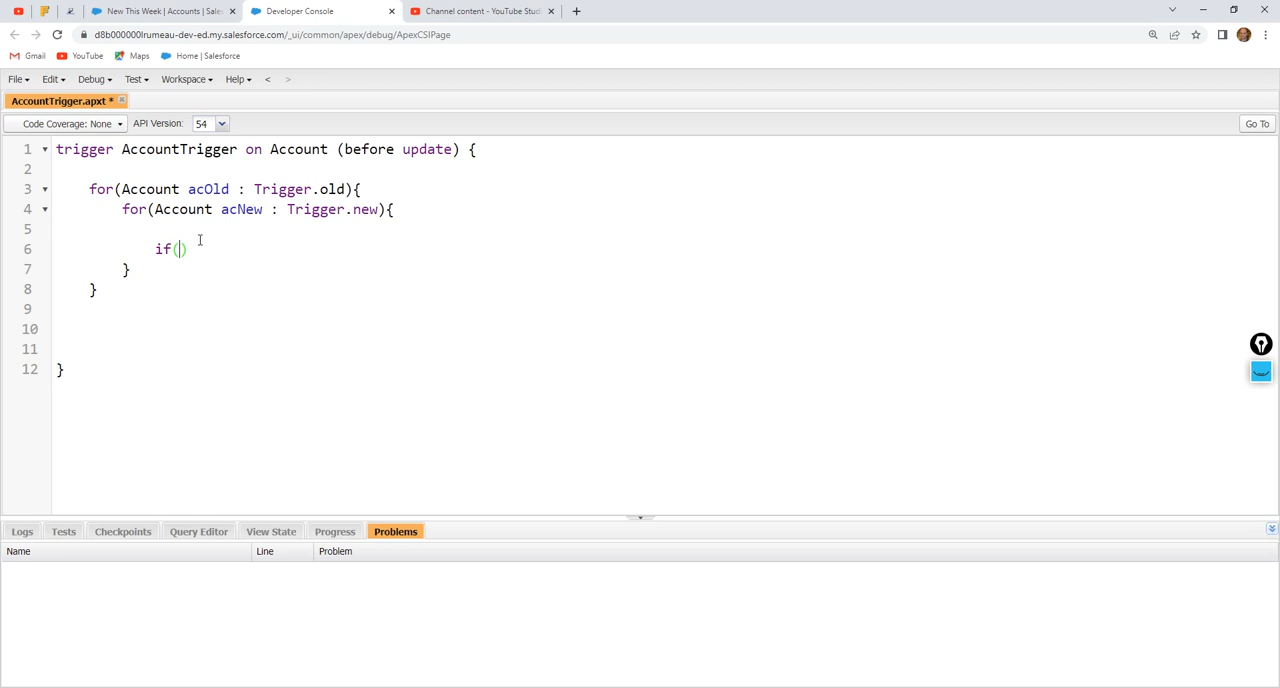 New This Week | Accounts | Sales
Developer Console
Channel content - YouTube Studi
d8b000000lrumeau-dev-ed.my.salesforce.com/_ui/common/apex/debug/ApexCSIPage
Gmail YouTube Maps Home | Salesforce
File Edit Debug Test Workspace Help < >
AccountTrigger.apxt *
Code Coverage: None API Version: 54 Go To
1 trigger AccountTrigger on Account (before update) {
2
3 for(Account acOld : Trigger.old){
4 for(Account acNew : Trigger.new){
5
6 if()
7 }
8 }
9
10
11
12 }
Logs Tests Checkpoints Query Editor View State Progress Problems
Name Line Problem